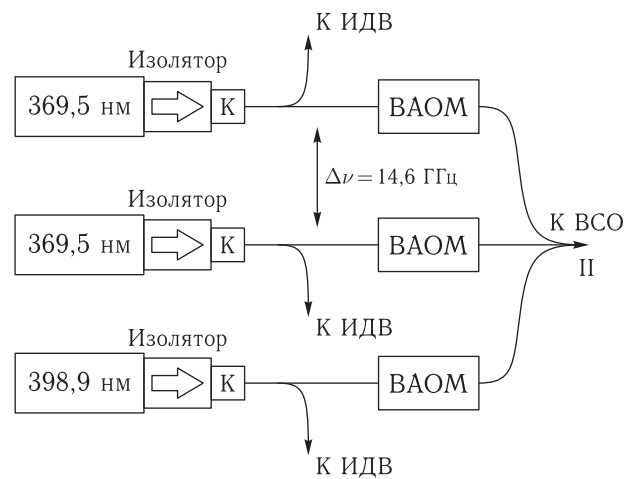 К ИДВ
Изолятор
369,5 нм
К
ВАОМ
Δν = 14,6 ГГц
Изолятор
369,5 нм
К
ВАОМ
К ВСО
II
К ИДВ
Изолятор
398,9 нм
К
ВАОМ
К ИДВ